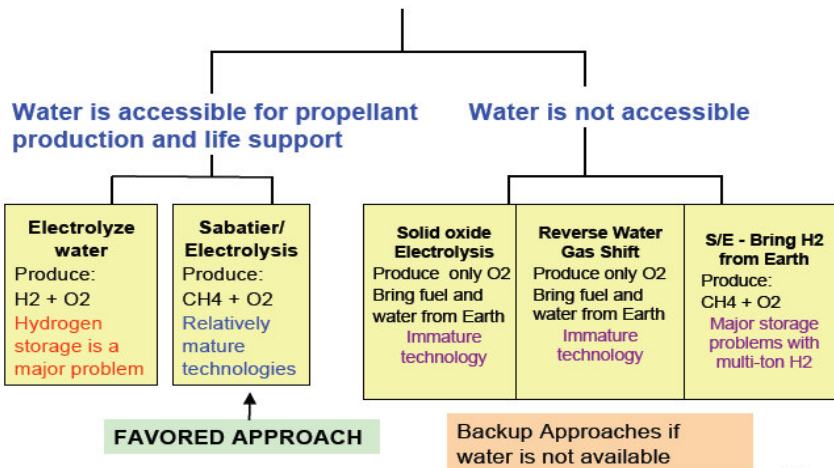 Water is accessible for propellant
production and life support
Water is not accessible
Electrolyze
water
Produce:
H2 + O2
Hydrogen
storage is a
major problem
Sabatier/
Electrolysis
Produce:
CH4 + O2
Relatively
mature
technologies
Solid oxide
Electrolysis
Produce only O2
Bring fuel and
water from Earth
Immature
technology
Reverse Water
Gas Shift
Produce only O2
Bring fuel and
water from Earth
Immature
technology
S/E - Bring H2
from Earth
Produce:
CH4 + O2
Major storage
problems with
multi-ton H2
FAVORED APPROACH
Backup Approaches if
water is not available